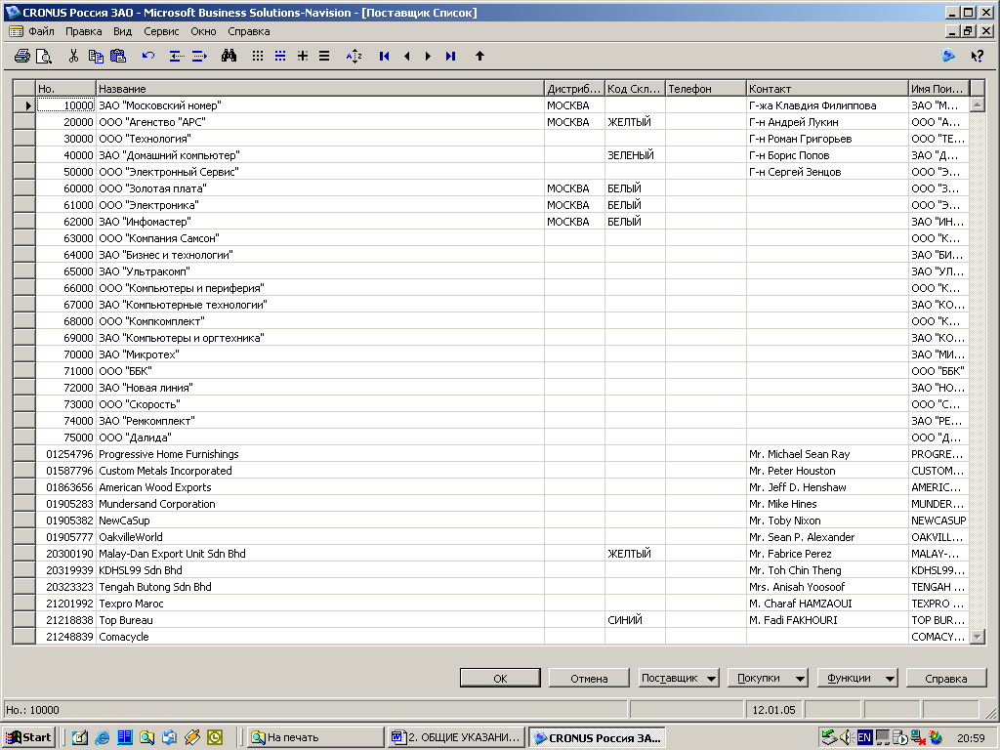 CRONUS Россия ЗАО - Microsoft Business Solutions-Navision - [Поставщик Список]
Файл Правка Вид Сервис Окно Справка
Но. Название Дистриб... Код Скл... Телефон Контакт Имя Пои...
10000 ЗАО "Московский номер" МОСКВА Г-жа Клавдия Филиппова ЗАО "М...
20000 ООО "Агенство "АРС" МОСКВА ЖЕЛТЫЙ Г-н Андрей Лукин ООО "А...
30000 ООО "Технология" Г-н Роман Григорьев ООО "ТЕ...
40000 ЗАО "Домашний компьютер" ЗЕЛЕНЫЙ Г-н Борис Попов ЗАО "Д...
50000 ООО "Электронный Сервис" Г-н Сергей Зенцов ООО "Э...
60000 ООО "Золотая плата" МОСКВА БЕЛЫЙ ООО "З...
61000 ООО "Электроника" МОСКВА БЕЛЫЙ ООО "Э...
62000 ЗАО "Инфомастер" МОСКВА БЕЛЫЙ ЗАО "ИН...
63000 ООО "Компания Самсон" ООО "К...
64000 ЗАО "Бизнес и технологии" ЗАО "БИ...
65000 ЗАО "Ультракомп" ЗАО "УЛ...
66000 ООО "Компьютеры и периферия" ООО "К...
67000 ЗАО "Компьютерные технологии" ЗАО "КО...
68000 ООО "Компкомплект" ООО "К...
69000 ЗАО "Компьютеры и оргтехника" ЗАО "КО...
70000 ЗАО "Микротех" ЗАО "МИ...
71000 ООО "ББК" ООО "ББК"
72000 ЗАО "Новая линия" ЗАО "НО...
73000 ООО "Скорость" ООО "С...
74000 ЗАО "Ремкомплект" ЗАО "РЕ...
75000 ООО "Далида" ООО "Д...
01254796 Progressive Home Furnishings Mr. Michael Sean Ray PROGRE...
01587796 Custom Metals Incorporated Mr. Peter Houston CUSTOM...
01863656 American Wood Exports Mr. Jeff D. Henshaw AMERIC...
01905283 Mundersand Corporation Mr. Mike Hines MUNDER...
01905382 NewCaSup Mr. Toby Nixon NEWCASUP
01905777 OakvilleWorld Mr. Sean P. Alexander OAKVILL...
20300190 Malay-Dan Export Unit Sdn Bhd ЖЕЛТЫЙ Mr. Fabrice Perez MALAY-...
20319939 KDHSL99 Sdn Bhd Mr. Toh Chin Theng KDHSL99...
20323323 Tengah Butong Sdn Bhd Mrs. Anisah Yoosoof TENGAH ...
21201992 Texpro Maroc M. Charaf HAMZAOUI TEXPRO ...
21218838 Top Bureau СИНИЙ M. Fadi FAKHOURI TOP BUR...
21248839 Comacycle COMACY...
ОК Отмена Поставщик Покупки Функции Справка
Но.: 10000 12.01.05
Start На печать 2. ОБЩИЕ УКАЗАНИ... CRONUS Россия ЗА... EN 20:59